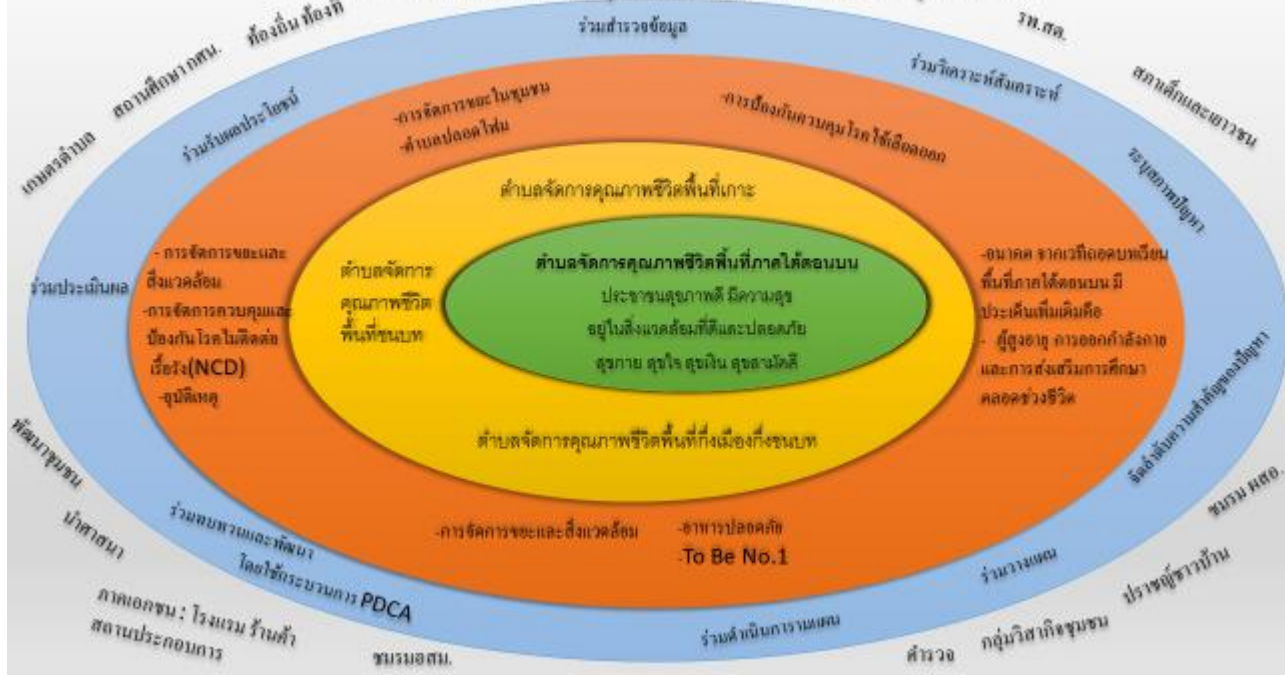 ท้องถิ่น ท้องที่
รพ.สต.
สถานศึกษา กศน.
สภาเด็กและเยาวชน
เกษตรตำบล
ร่วมสำรวจข้อมูล
ร่วมวิเคราะห์สังเคราะห์
ร่วมรับผลประโยชน์
ระบุสภาพปัญหา
-การจัดการขยะในชุมชน
-ตำบลปลอดโฟม
-การป้องกันควบคุมโรคไข้เลือดออก
ตำบลจัดการคุณภาพชีวิตพื้นที่เกาะ
ร่วมประเมินผล
- การจัดการขยะและ
สิ่งแวดล้อม
-การจัดการควบคุมและ
ป้องกันโรคไม่ติดต่อ
เรื้อรัง(NCD)
-อุบัติเหตุ
ตำบลจัดการ
คุณภาพชีวิต
พื้นที่ชนบท
ตำบลจัดการคุณภาพชีวิตพื้นที่ภาคใต้ตอนบน
ประชาชนสุขภาพดี มีความสุข
อยู่ในสิ่งแวดล้อมที่ดีและปลอดภัย
สุขกาย สุขใจ สุขเงิน สุขสามัคคี
-อนาคต จากเวทีถอดบทเรียน
พื้นที่ภาคใต้ตอนบน มี
ประเด็นเพิ่มเติมคือ
- ผู้สูงอายุ การออกกำลังกาย
และการส่งเสริมการศึกษา
ตลอดช่วงชีวิต
ตำบลจัดการคุณภาพชีวิตพื้นที่กึ่งเมืองกึ่งชนบท
จัดลำดับความสำคัญของปัญหา
พัฒนาชุมชน
ชมรม ผสอ.
ร่วมทบทวนและพัฒนา
โดยใช้กระบวนการ PDCA
-การจัดการขยะและสิ่งแวดล้อม
-อาหารปลอดภัย
-To Be No.1
ร่วมวางแผน
ร่วมดำเนินการตามแผน
นำศาสนา
ปราชญ์ชาวบ้าน
ภาคเอกชน : โรงแรม ร้านค้า
สถานประกอบการ
ชมรมอสม.
ตำรวจ
กลุ่มวิสากิจชุมชน